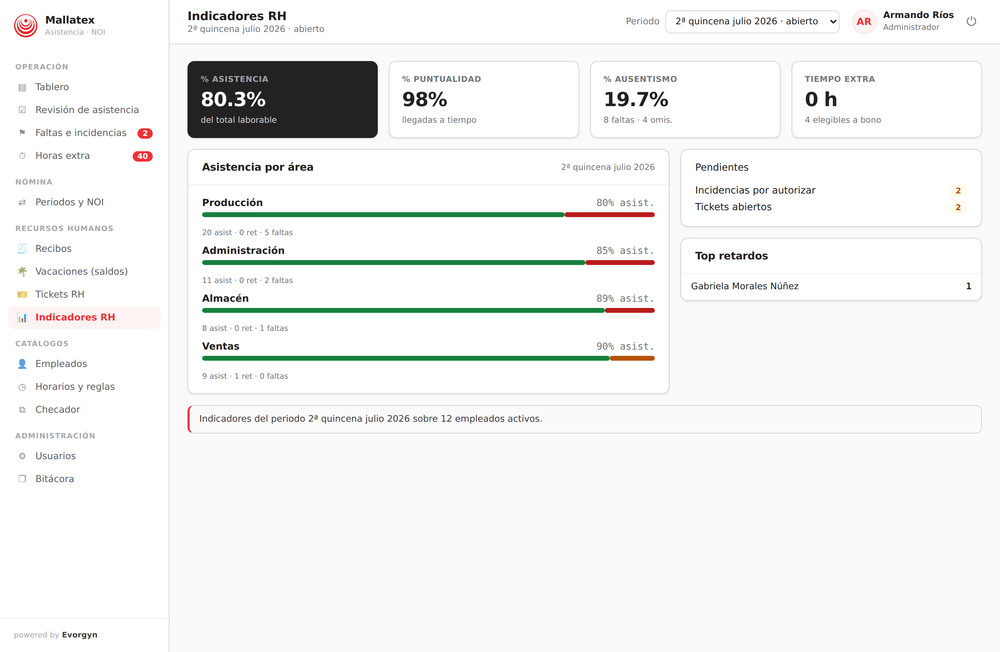 Mallatex
Asistencia · NOI
OPERACIÓN
Tablero
Revisión de asistencia
Faltas e incidencias 2
Horas extra 40
NÓMINA
Periodos y NOI
RECURSOS HUMANOS
Recibos
Vacaciones (saldos)
Tickets RH
Indicadores RH
CATÁLOGOS
Empleados
Horarios y reglas
Checador
ADMINISTRACIÓN
Usuarios
Bitácora
powered by Evorgyn
Indicadores RH
2ª quincena julio 2026 · abierto
Periodo 2ª quincena julio 2026 · abierto
AR
Armando Ríos
Administrador
% ASISTENCIA
80.3%
del total laborable
% PUNTUALIDAD
98%
llegadas a tiempo
% AUSENTISMO
19.7%
8 faltas · 4 omis.
TIEMPO EXTRA
0 h
4 elegibles a bono
Asistencia por área 2ª quincena julio 2026
Producción 80% asist.
20 asist · 0 ret · 5 faltas
Administración 85% asist.
11 asist · 0 ret · 2 faltas
Almacén 89% asist.
8 asist · 0 ret · 1 faltas
Ventas 90% asist.
9 asist · 1 ret · 0 faltas
Pendientes
Incidencias por autorizar 2
Tickets abiertos 2
Top retardos
Gabriela Morales Núñez 1
Indicadores del periodo 2ª quincena julio 2026 sobre 12 empleados activos.